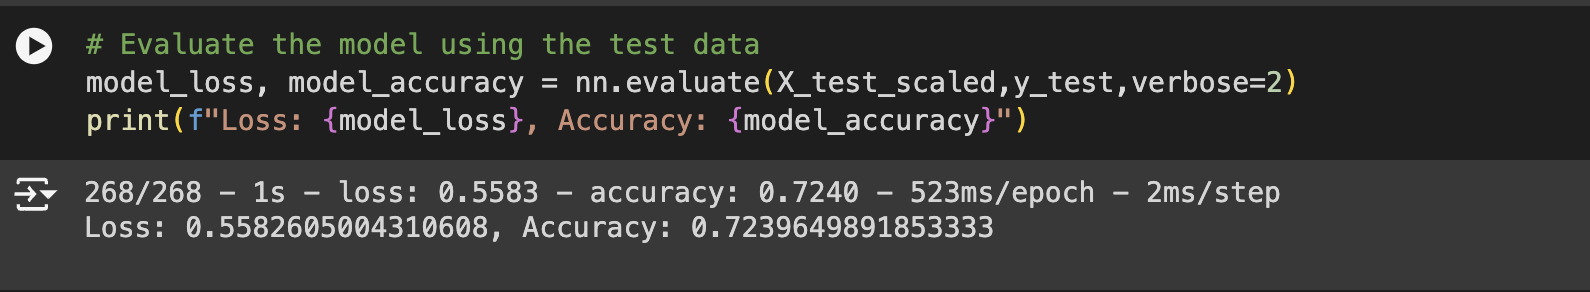 # Evaluate the model using the test data
model_loss, model_accuracy = nn.evaluate(X_test_scaled,y_test,verbose=2)
print(f"Loss: {model_loss}, Accuracy: {model_accuracy}")
268/268 - 1s - loss: 0.5583 - accuracy: 0.7240 - 523ms/epoch - 2ms/step
Loss: 0.5582605004310608, Accuracy: 0.7239649891853333